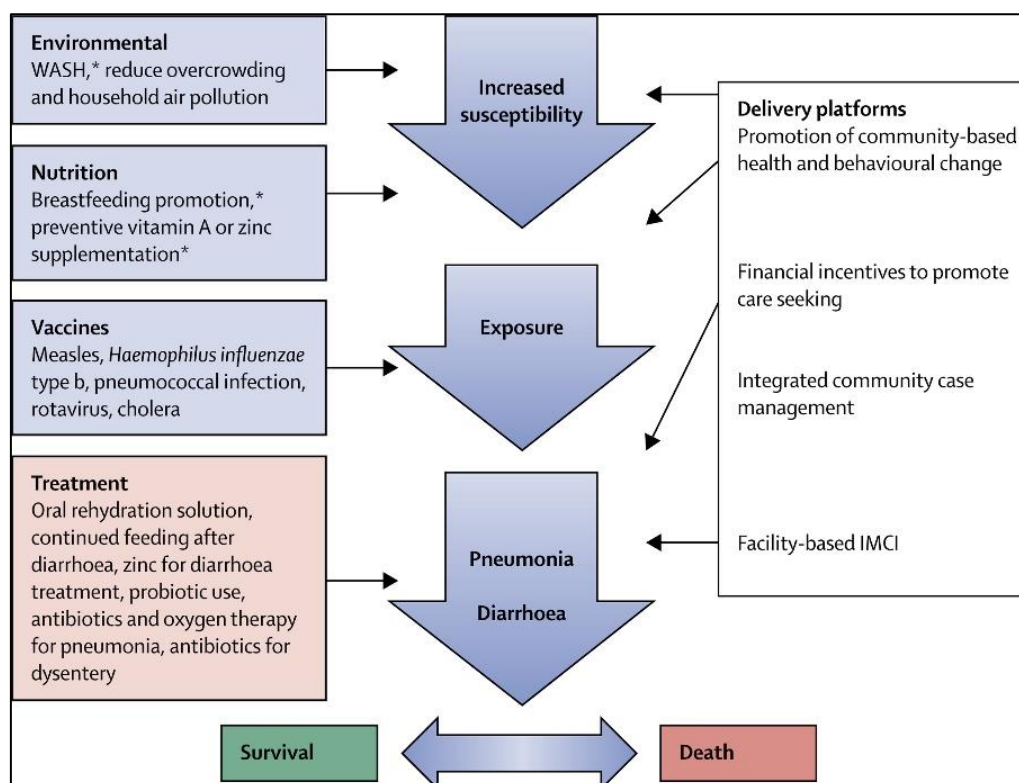 Environmental
WASH,* reduce overcrowding
and household air pollution
Nutrition
Breastfeeding promotion,*
preventive vitamin A or zinc
supplementation*
Vaccines
Measles, Haemophilus influenzae
type b, pneumococcal infection,
rotavirus, cholera
Treatment
Oral rehydration solution,
continued feeding after
diarrhoea, zinc for diarrhoea
treatment, probiotic use,
antibiotics and oxygen therapy
for pneumonia, antibiotics for
dysentery
Increased
susceptibility
Exposure
Pneumonia
Diarrhoea
Delivery platforms
Promotion of community-based
health and behavioural change
Financial incentives to promote
care seeking
Integrated community case
management
Facility-based IMCI
Survival
Death